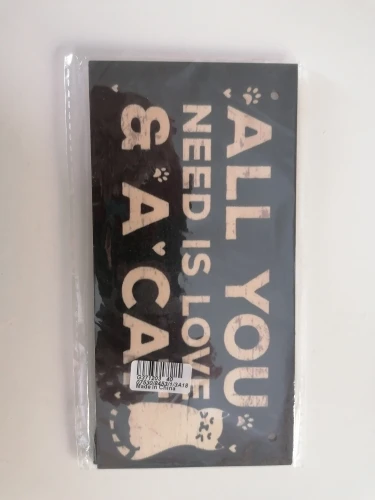 ALL YOU
NEED IS LOVE
& A CA
Made in China